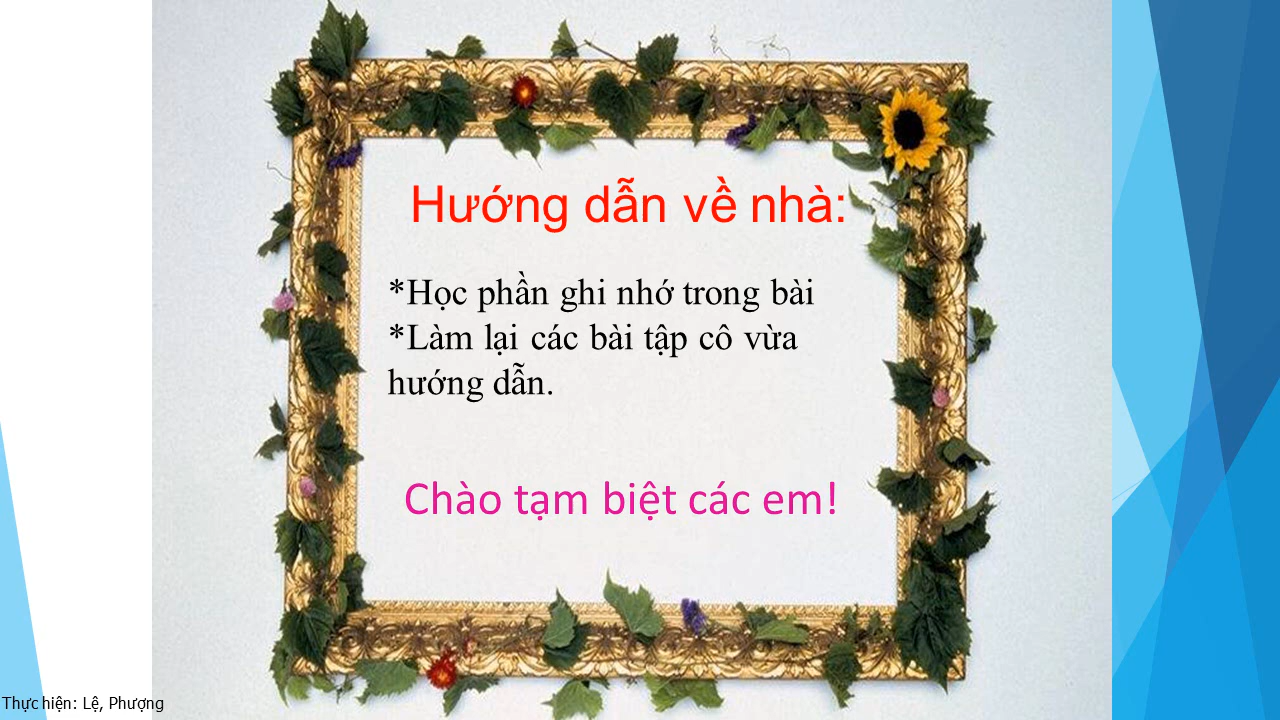 Hướng dẫn về nhà:
*Học phần ghi nhớ trong bài
*Làm lại các bài tập cô vừa
hướng dẫn.
Chào tạm biệt các em!
Thực hiện: Lệ, Phượng